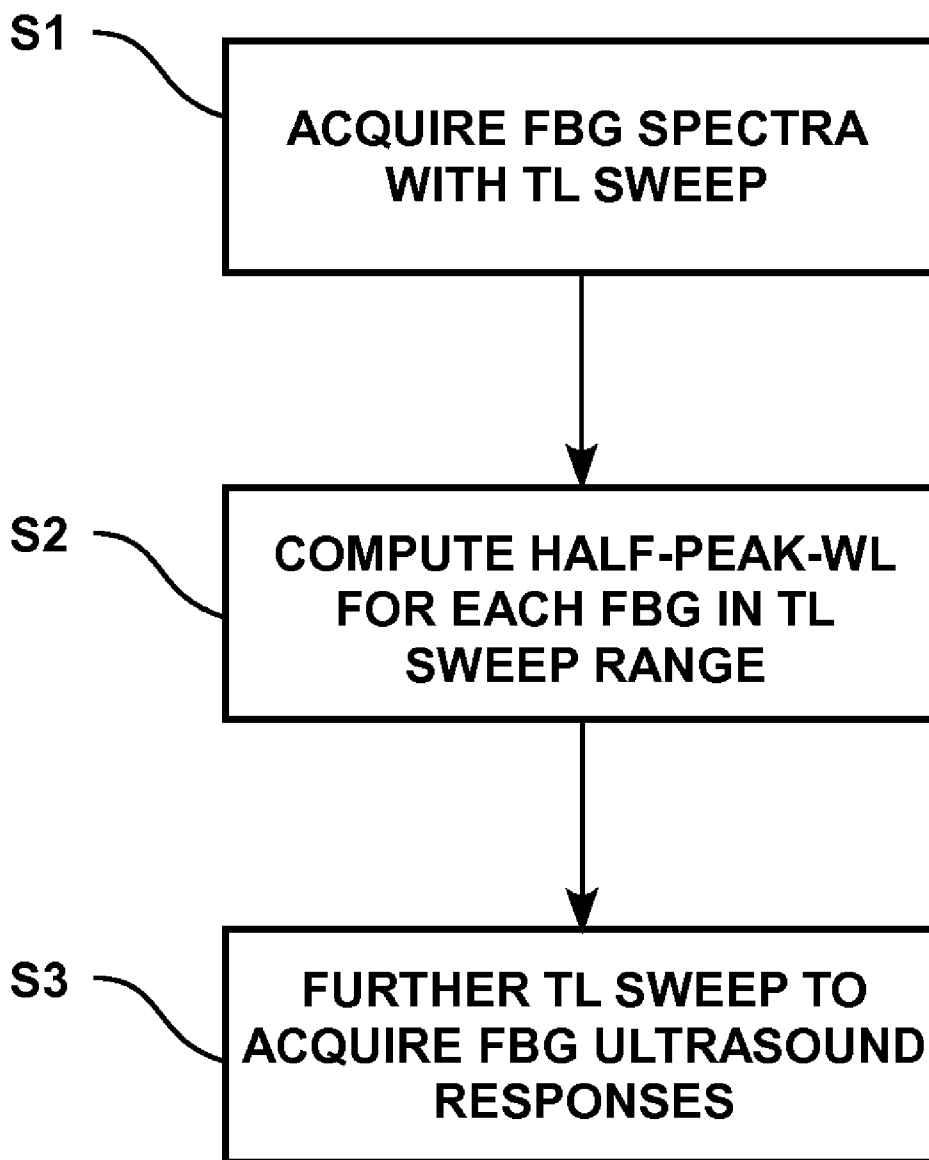 S1
ACQUIRE FBG SPECTRA
WITH TL SWEEP
S2
COMPUTE HALF-PEAK-WL
FOR EACH FBG IN TL
SWEEP RANGE
S3
FURTHER TL SWEEP TO
ACQUIRE FBG ULTRASOUND
RESPONSES